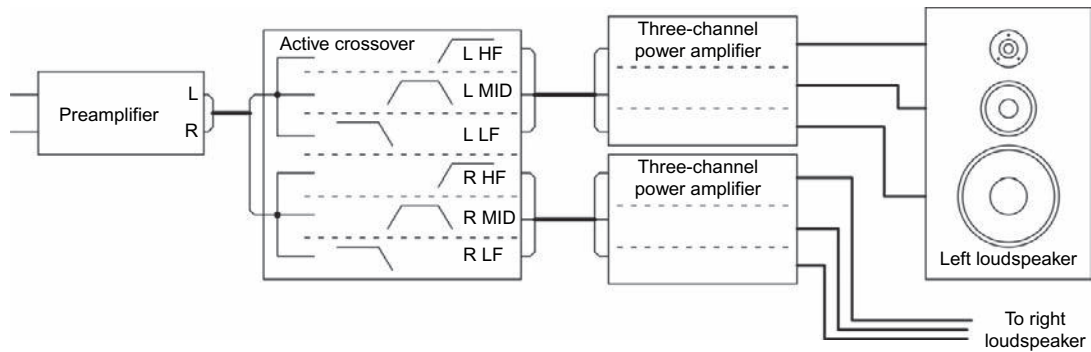 Preamplifier
L
R
Active crossover
L HF
L MID
L LF
R HF
R MID
R LF
Three-channel
power amplifier
Three-channel
power amplifier
Left loudspeaker
To right
loudspeaker